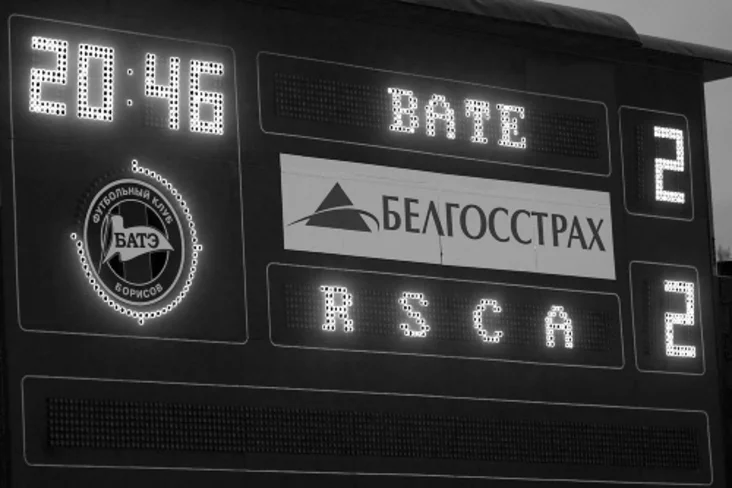 20:46
BATE 2
ФУТБОЛЬНЫЙ КЛУБ
БАТЭ
БОРИСОВ
БЕЛГОССТРАХ
RSCA 2